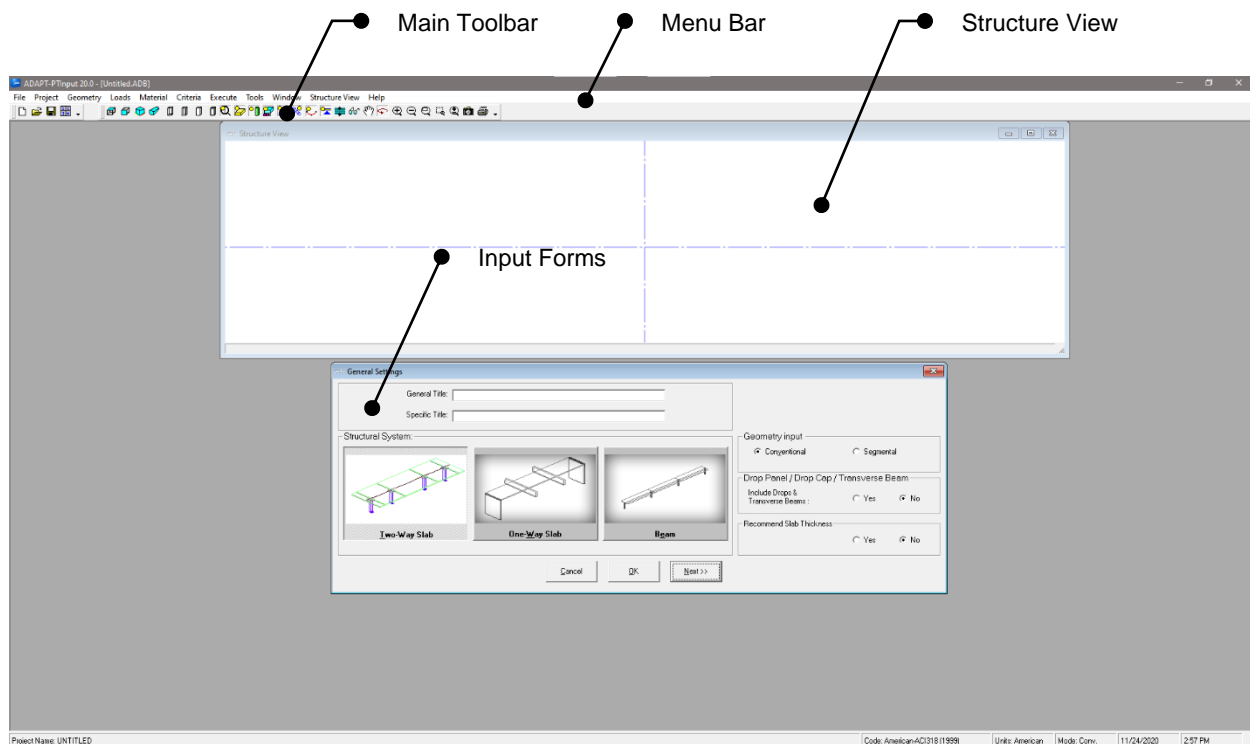 Main Toolbar Menu Bar Structure View
ADAPT-PTInput 20.0 - [Untitled.ADB]
File Project Geometry Loads Material Criteria Execute Tools Window Structure View Help
Structure View
Input Forms
General Settings
General Title:
Specific Title:
Structural System:
Two-Way Slab One-Way Slab Beam
Geometry input
Conventional Segmental
Drop Panel / Drop Cap / Transverse Beam
Include Drops &
Transverse Beams : Yes No
Recommend Slab Thickness
Yes No
Cancel OK Next >>
Project Name: UNTITLED Code: American-ACI318 (1999) Units: American Mode: Conv. 11/24/2020 2:57 PM